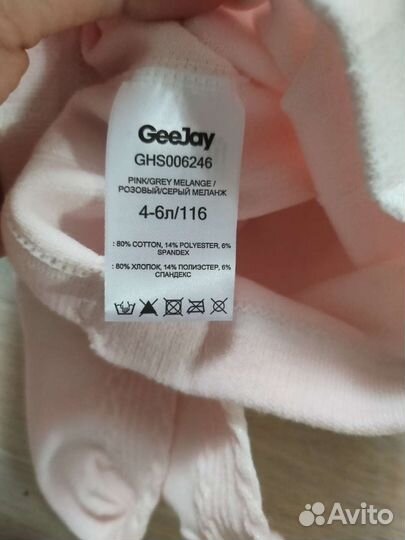 GeeJay
GHS006246
PINK/GREY MELANGE /
РОЗОВЫЙ/СЕРЫЙ МЕЛАНЖ
4-6л/116
: 80% COTTON, 14% POLYESTER, 6%
SPANDEX
: 80% ХЛОПОК, 14% ПОЛИЭСТЕР, 6%
СПАНДЕКС
Avito